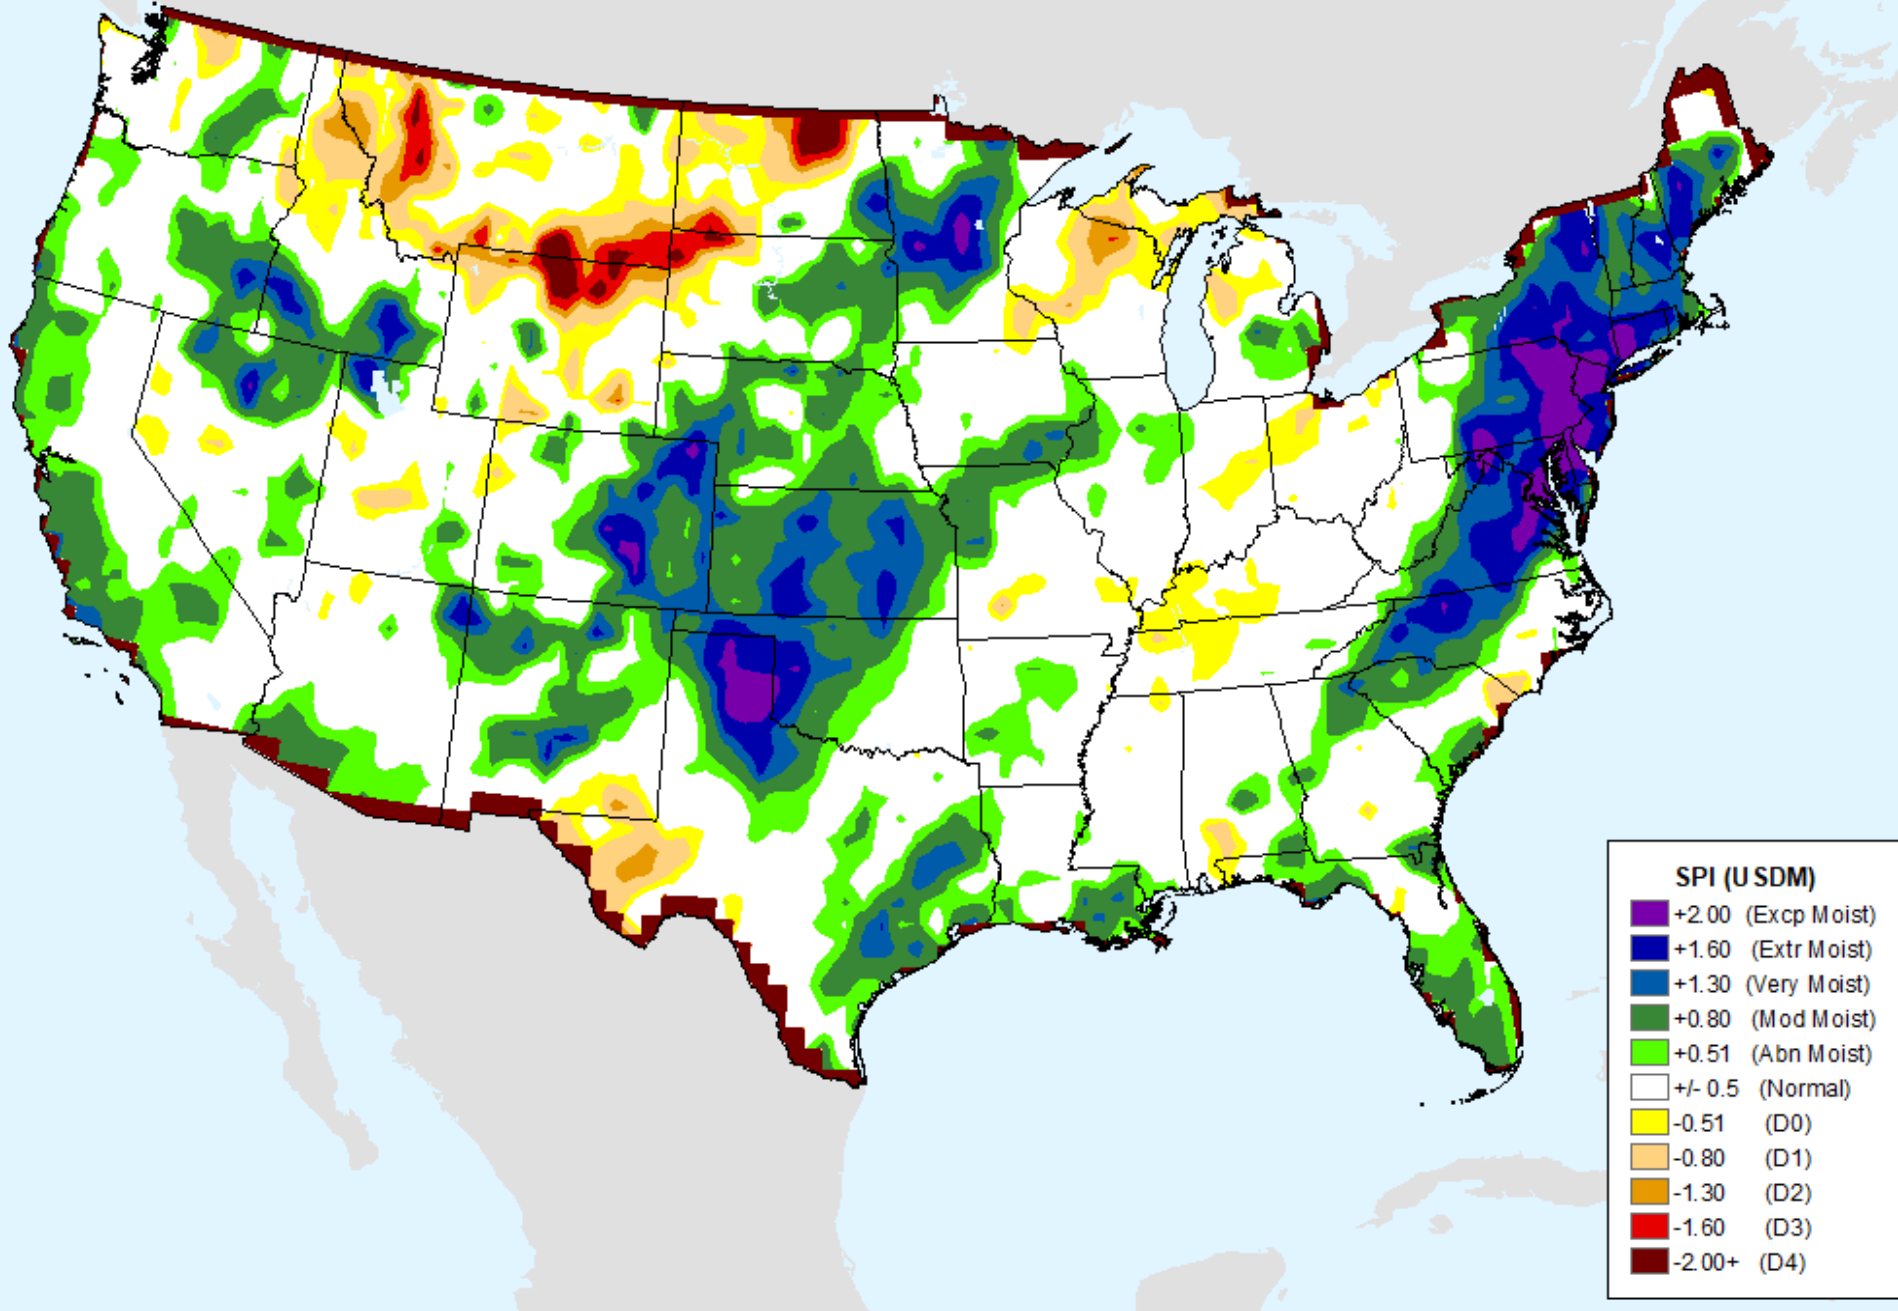 SPI (USDM)
+2.00 (Excp Moist)
+1.60 (Extr Moist)
+1.30 (Very Moist)
+0.80 (Mod Moist)
+0.51 (Abn Moist)
+/- 0.5 (Normal)
-0.51 (D0)
-0.80 (D1)
-1.30 (D2)
-1.60 (D3)
-2.00+ (D4)